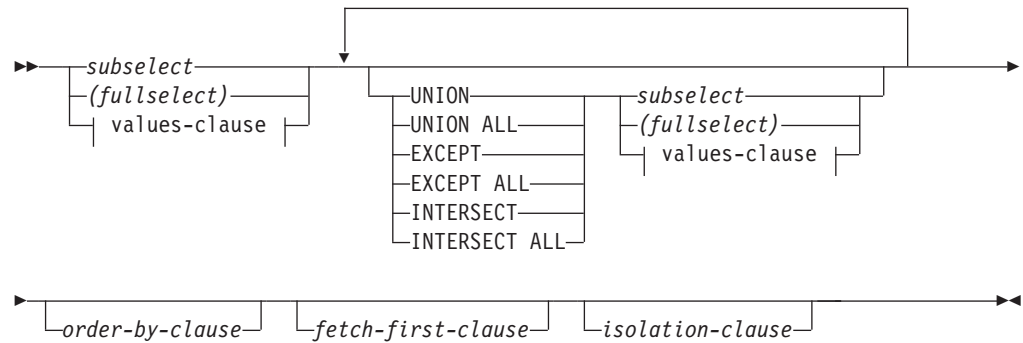 subselect
(fullselect)
values-clause
UNION
UNION ALL
EXCEPT
EXCEPT ALL
INTERSECT
INTERSECT ALL
subselect
(fullselect)
values-clause
order-by-clause
fetch-first-clause
isolation-clause